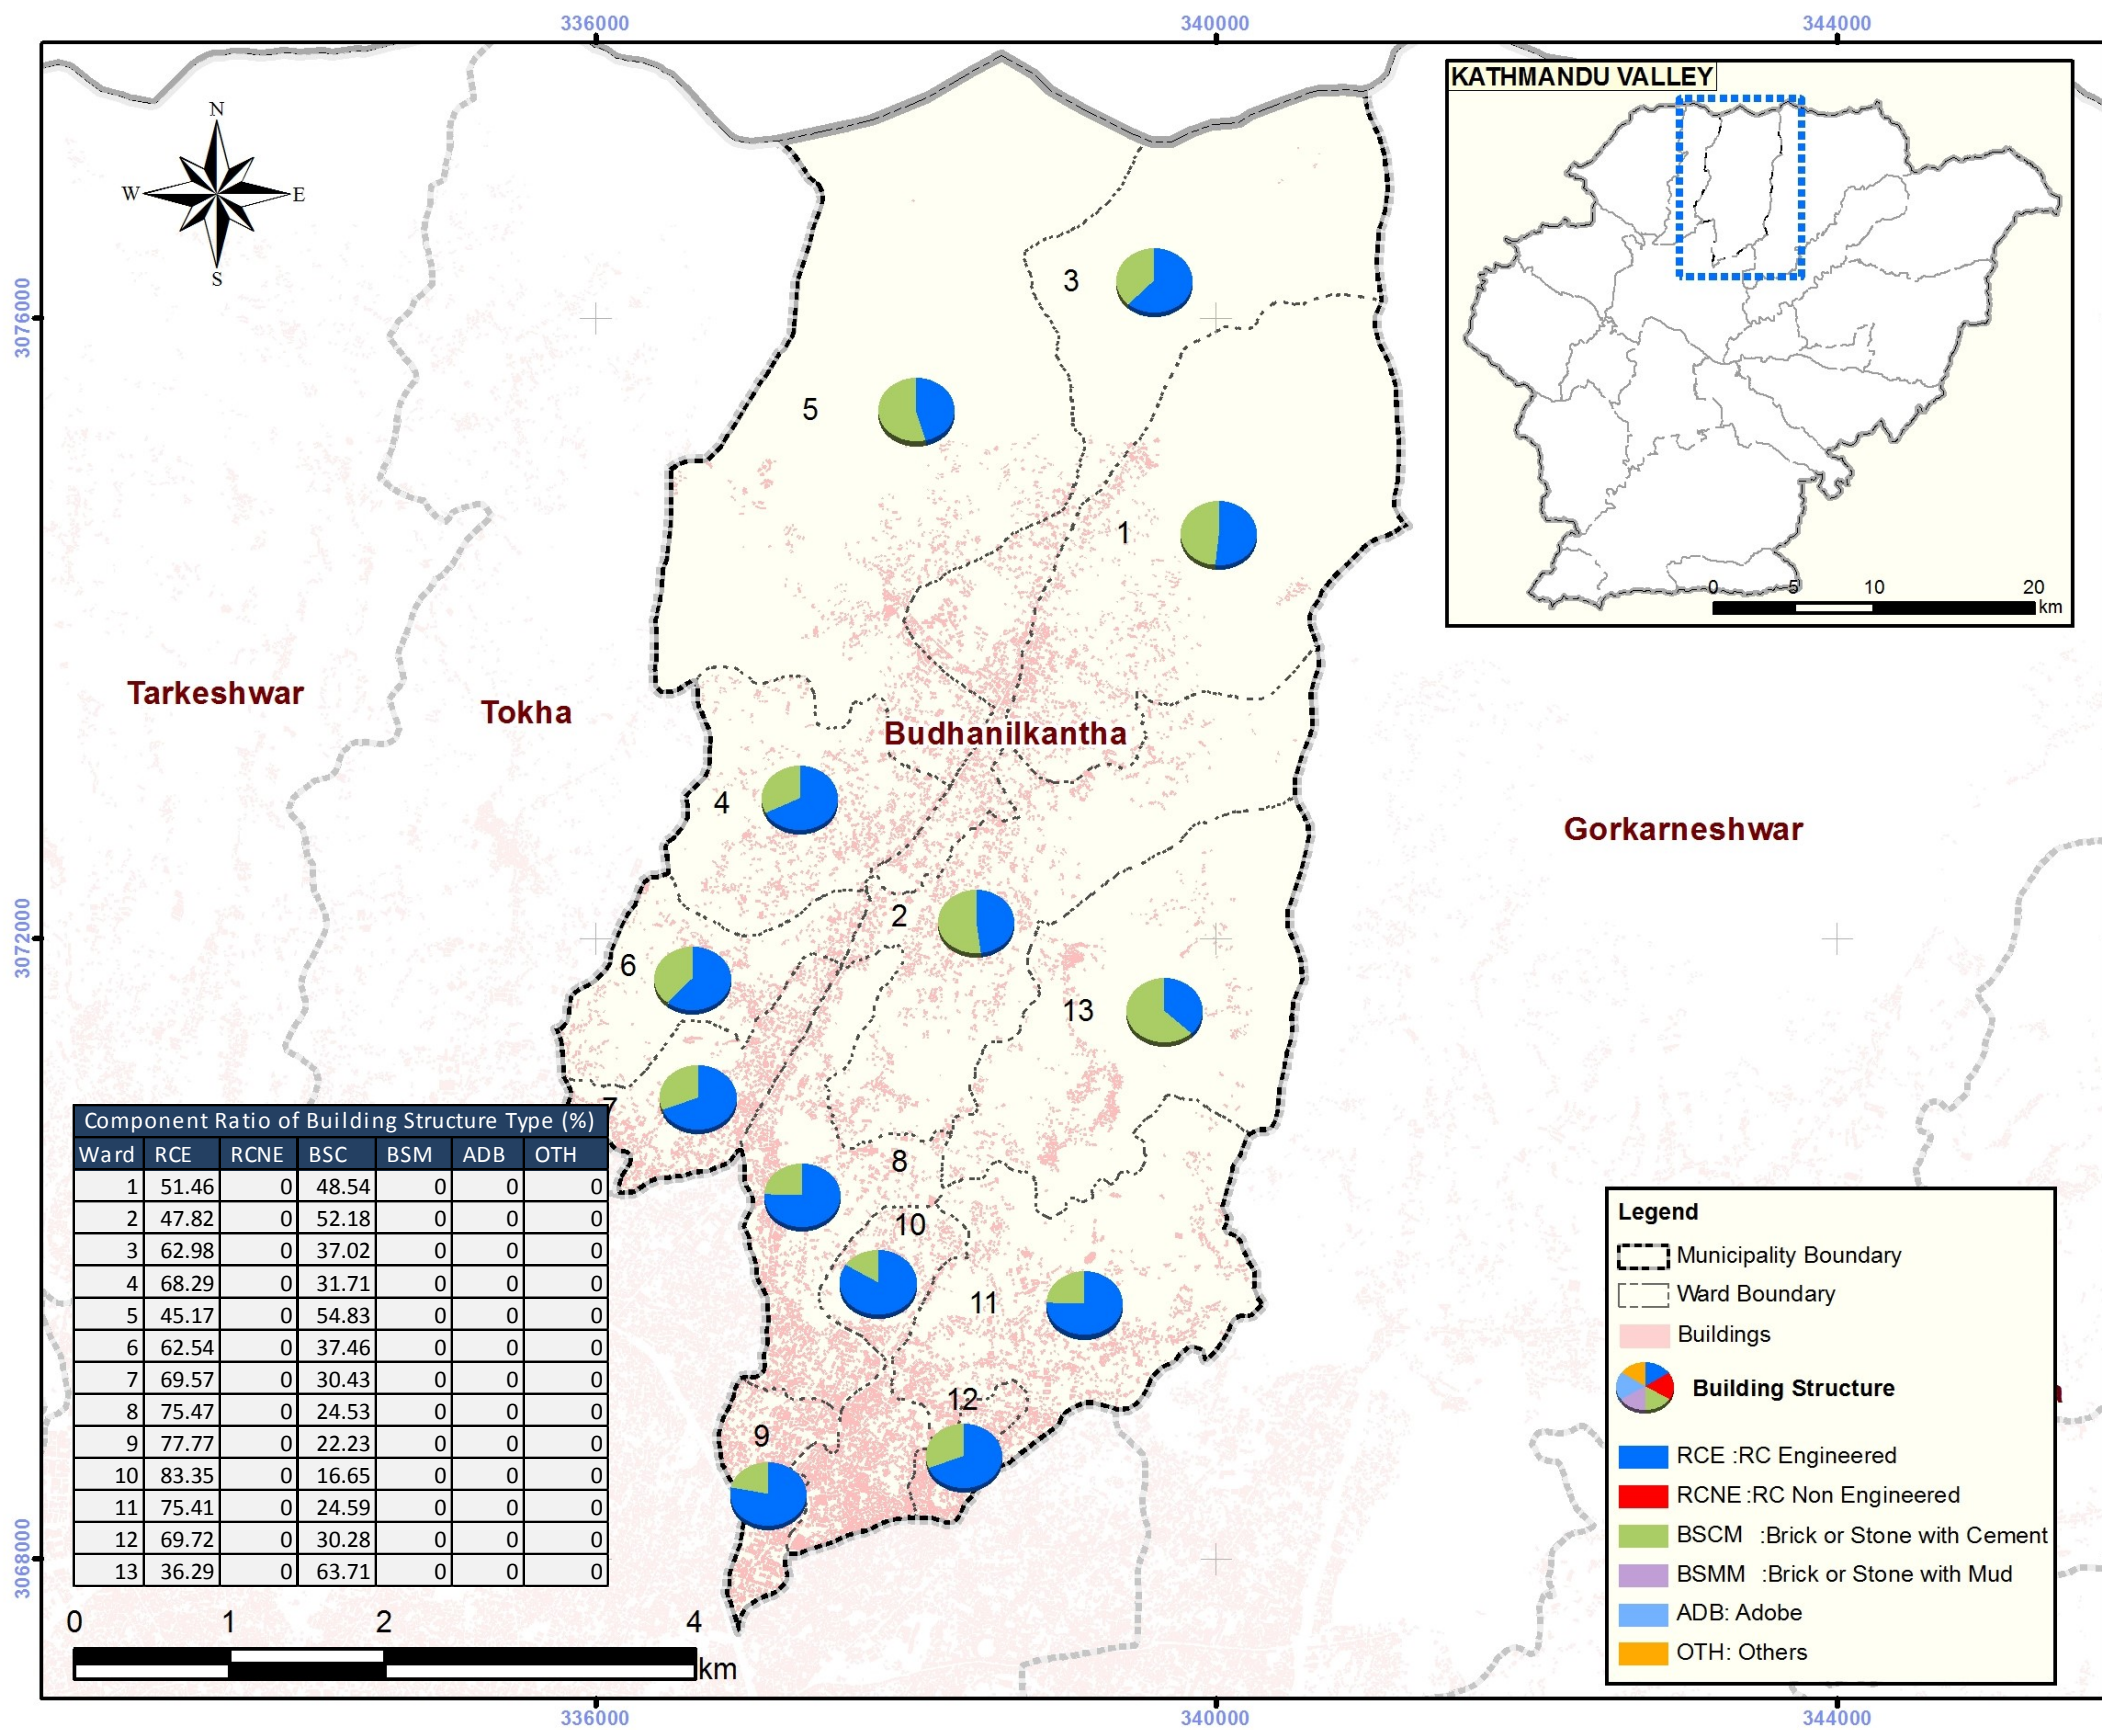 336000 340000 344000
KATHMANDU VALLEY
N
W E
S
3
3076000
5
1
0 5 10 20
km
Tarkeshwar
Tokha
Budhanilkantha
4
Gorkarneshwar
2
3072000
6
13
7
Component Ratio of Building Structure Type (%)
Ward RCE RCNE BSC BSM ADB OTH
1 51.46 0 48.54 0 0 0
2 47.82 0 52.18 0 0 0
3 62.98 0 37.02 0 0 0
4 68.29 0 31.71 0 0 0
5 45.17 0 54.83 0 0 0
6 62.54 0 37.46 0 0 0
7 69.57 0 30.43 0 0 0
8 75.47 0 24.53 0 0 0
9 77.77 0 22.23 0 0 0
10 83.35 0 16.65 0 0 0
11 75.41 0 24.59 0 0 0
12 69.72 0 30.28 0 0 0
13 36.29 0 63.71 0 0 0
8
10
11
12
9
Legend
Municipality Boundary
Ward Boundary
Buildings
Building Structure
RCE :RC Engineered
RCNE :RC Non Engineered
BSCM :Brick or Stone with Cement
BSMM :Brick or Stone with Mud
ADB: Adobe
OTH: Others
a
3068000
0 1 2 4
km
336000 340000 344000